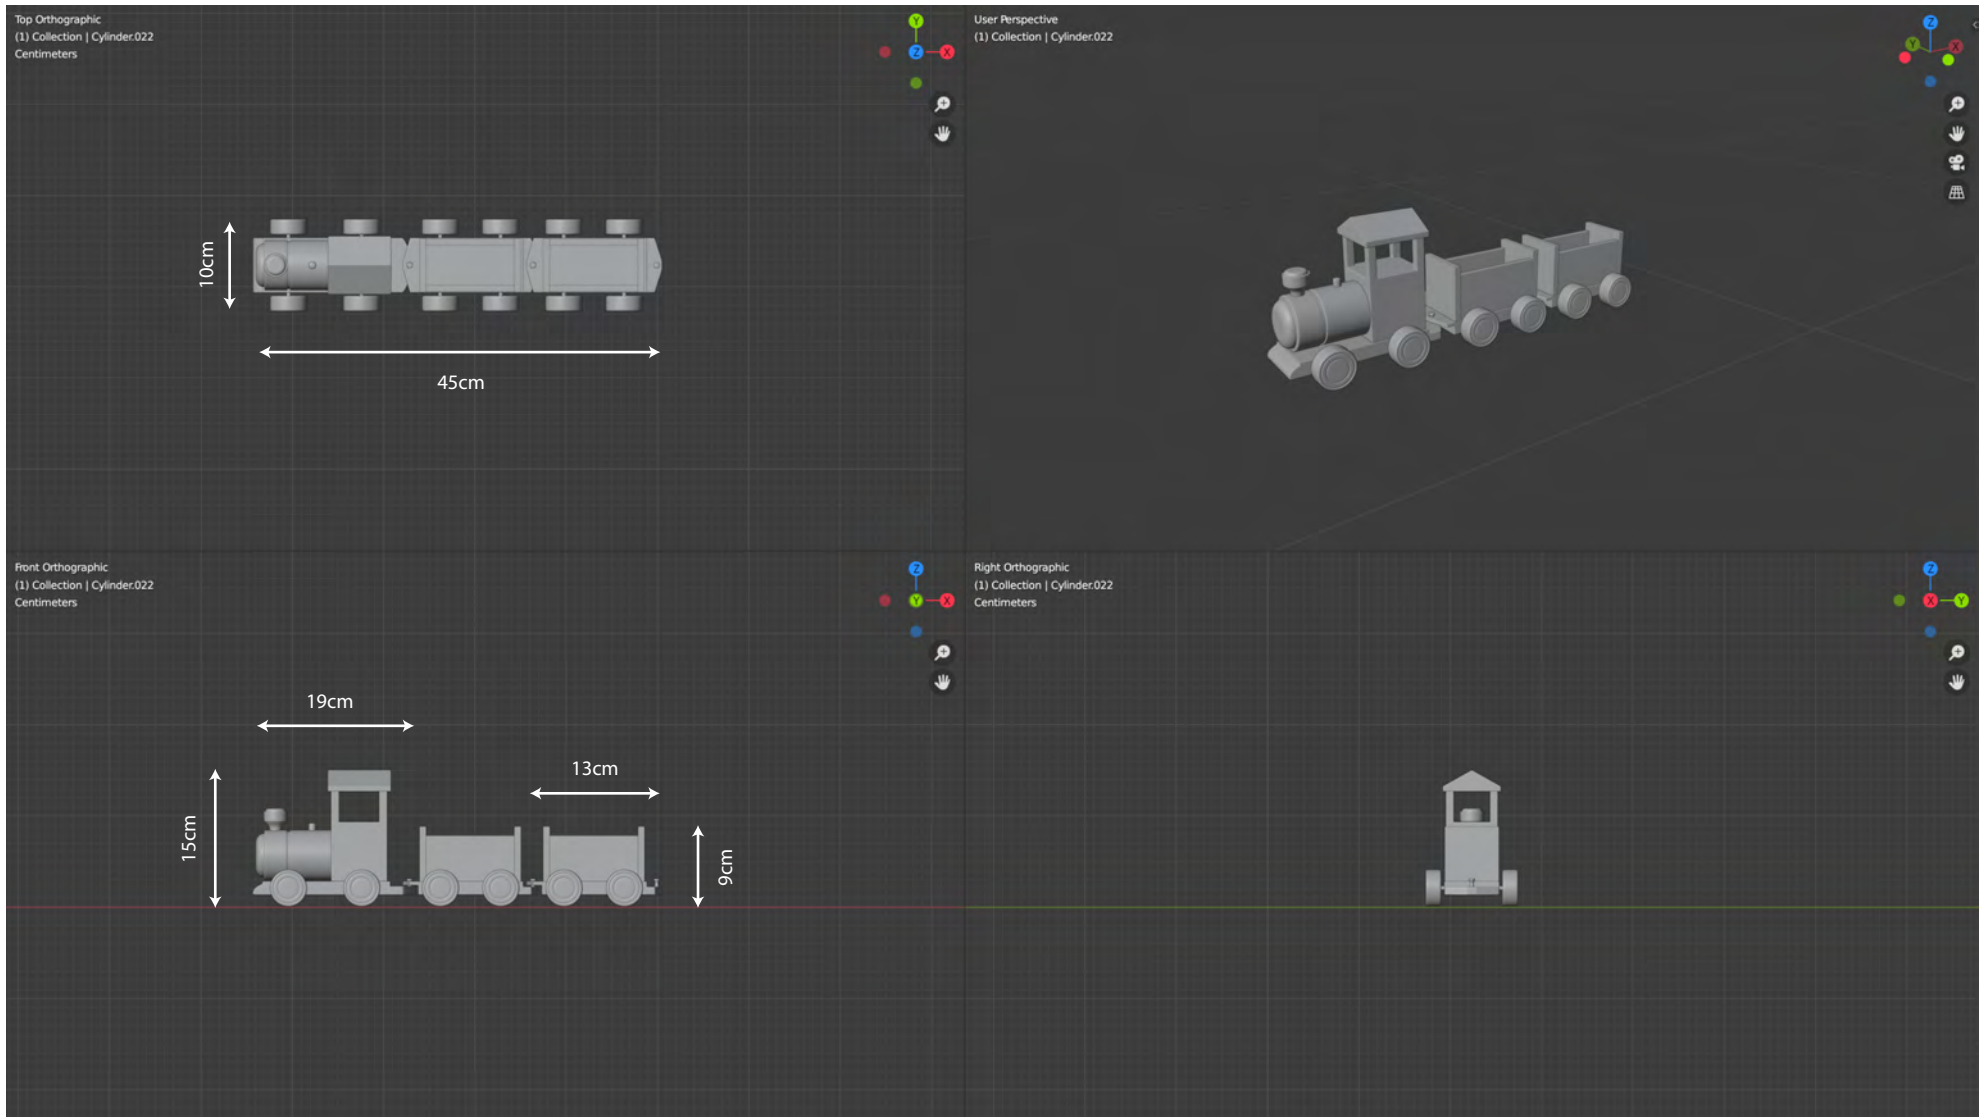 Top Orthographic
(1) Collection | Cylinder.022
Centimeters
Y
Z
X
10cm
45cm
User Perspective
(1) Collection | Cylinder.022
Z
Y
X
Front Orthographic
(1) Collection | Cylinder.022
Centimeters
Z
Y
X
19cm
13cm
15cm
9cm
Right Orthographic
(1) Collection | Cylinder.022
Centimeters
Z
X
Y